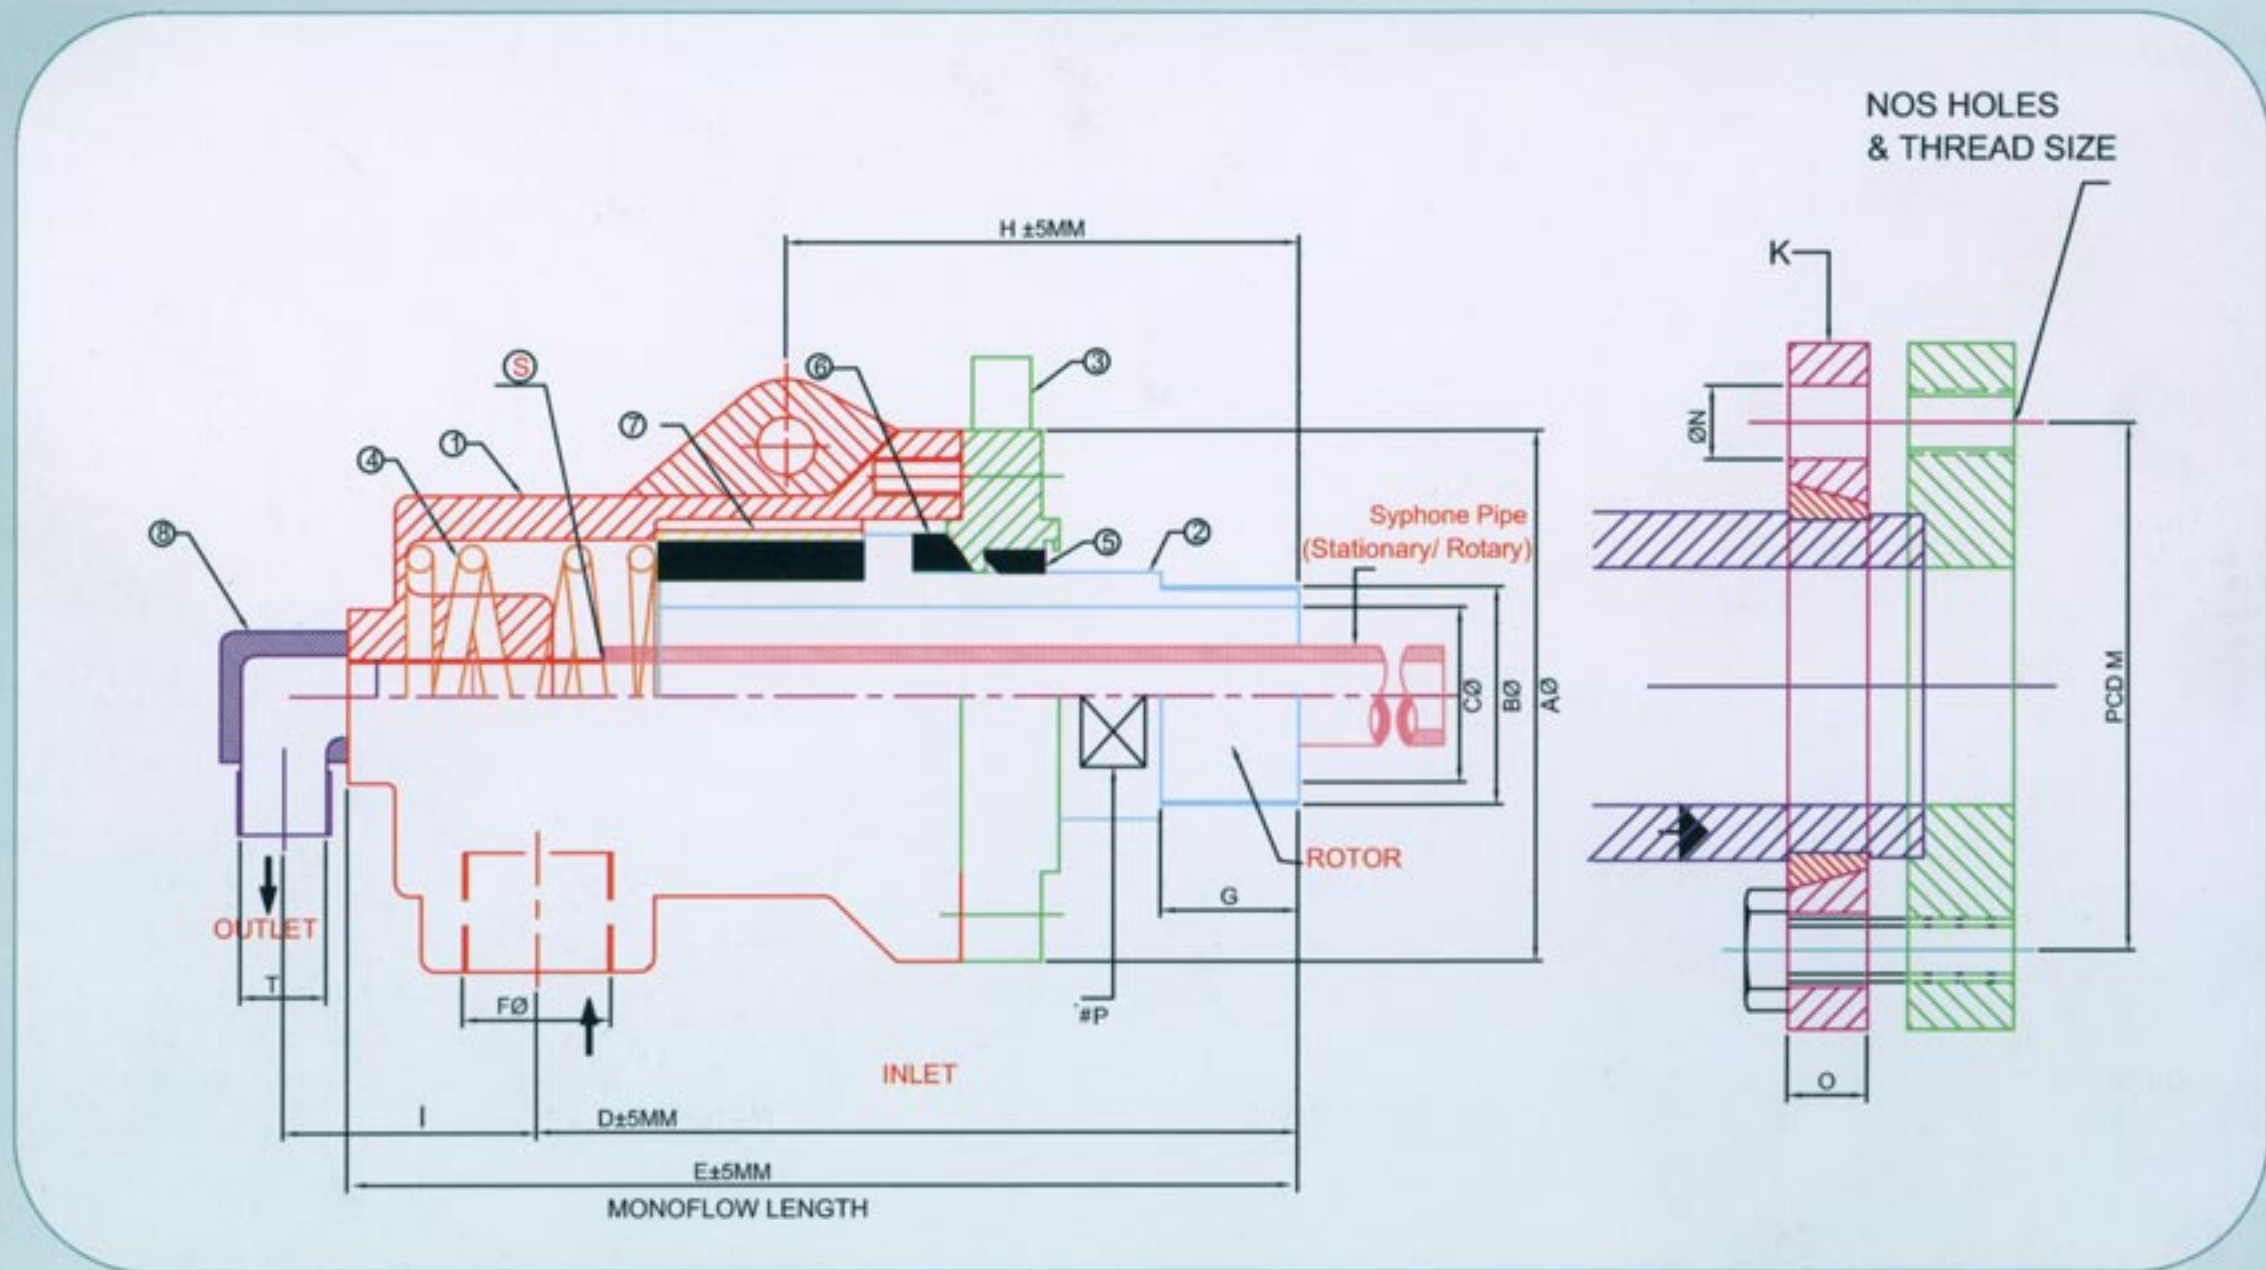 NOS HOLES
& THREAD SIZE
H ±5MM
K
S
6
3
7
1
4
8
ØN
Syphone Pipe
(Stationary/ Rotary)
5
2
CØ
BØ
AØ
PCD M
ROTOR
G
OUTLET
T
FØ
#P
INLET
O
I
D±5MM
E±5MM
MONOFLOW LENGTH